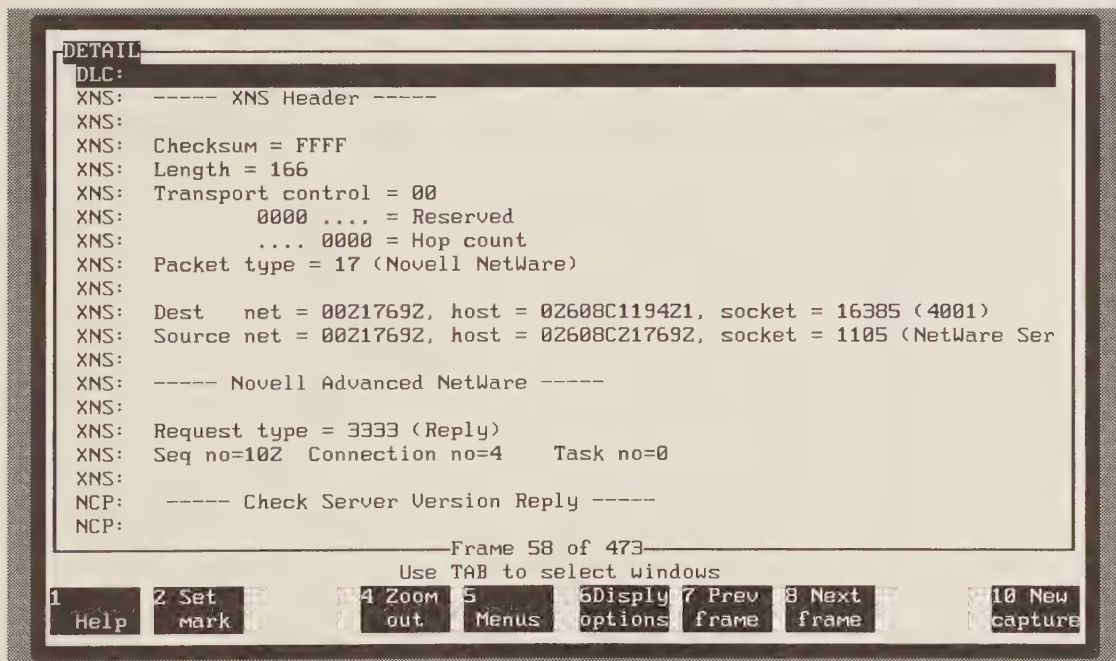 DETAIL
DLC:
XNS: ----- XNS Header -----
XNS:
XNS: Checksum = FFFF
XNS: Length = 166
XNS: Transport control = 00
XNS: 0000 .... = Reserved
XNS: .... 0000 = Hop count
XNS: Packet type = 17 (Novell NetWare)
XNS:
XNS: Dest net = 00217692, host = 02608C119421, socket = 16385 (4001)
XNS: Source net = 00217692, host = 02608C217692, socket = 1105 (NetWare Ser
XNS:
XNS: ----- Novell Advanced NetWare -----
XNS:
XNS: Request type = 3333 (Reply)
XNS: Seq no=102 Connection no=4 Task no=0
XNS:
NCP: ----- Check Server Version Reply -----
NCP:
Frame 58 of 473
Use TAB to select windows
1 Help 2 Set mark 4 Zoom out 5 Menus 6Disply options 7 Prev frame 8 Next frame 10 New capture